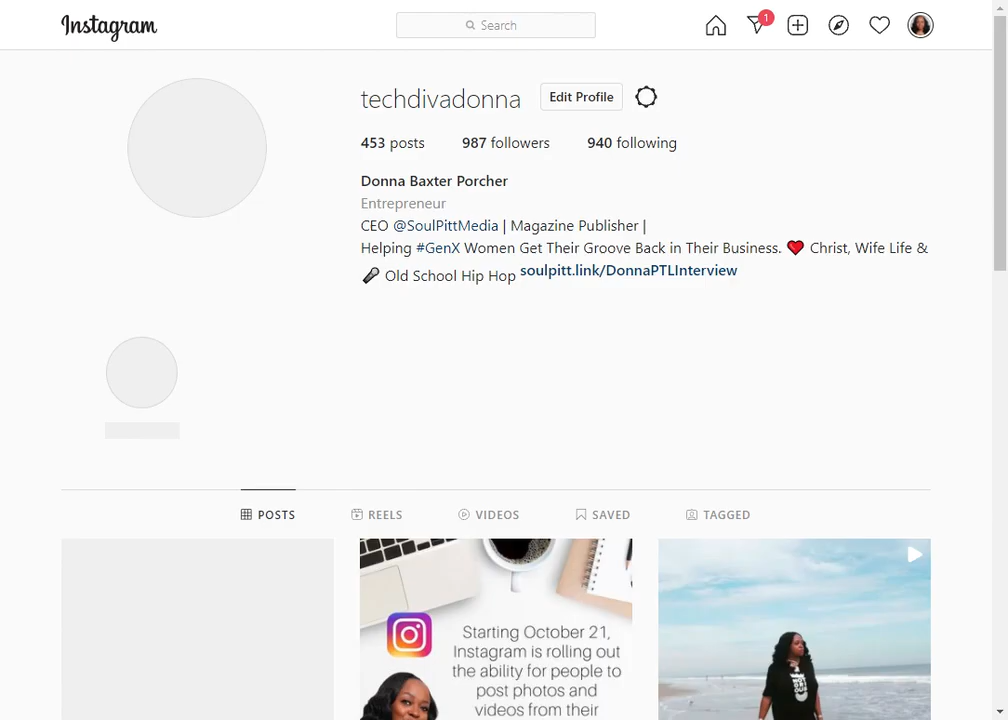 Instagram
Search
1
techdivadonna
Edit Profile
453 posts 987 followers 940 following
Donna Baxter Porcher
Entrepreneur
CEO @SoulPittMedia | Magazine Publisher |
Helping #GenX Women Get Their Groove Back in Their Business. ❤️ Christ, Wife Life &
🎤 Old School Hip Hop soulpitt.link/DonnaPTLInterview
POSTS REELS VIDEOS SAVED TAGGED
Starting October 21,
Instagram is rolling out
the ability for people to
post photos and
videos from their